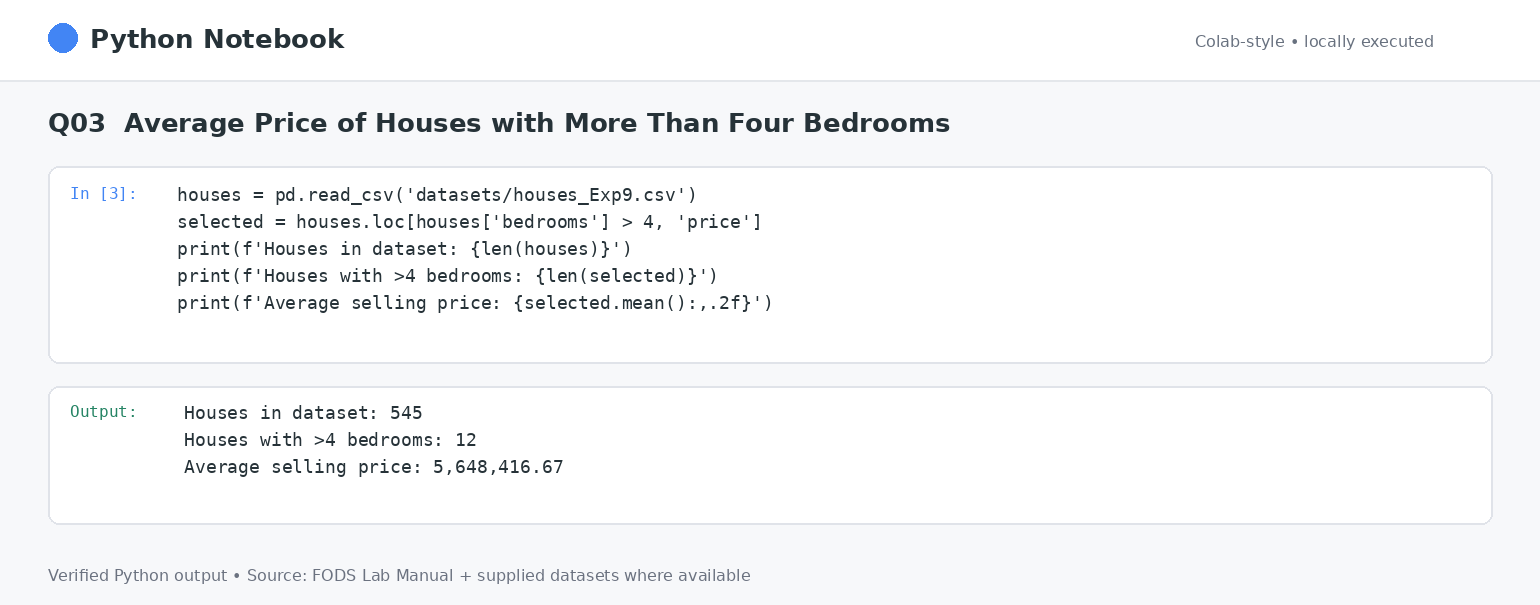 Python Notebook
Colab-style • locally executed
Q03  Average Price of Houses with More Than Four Bedrooms
In [3]:
houses = pd.read_csv('datasets/houses_Exp9.csv')
selected = houses.loc[houses['bedrooms'] > 4, 'price']
print(f'Houses in dataset: {len(houses)}')
print(f'Houses with >4 bedrooms: {len(selected)}')
print(f'Average selling price: {selected.mean():,.2f}')
Output:
Houses in dataset: 545
Houses with >4 bedrooms: 12
Average selling price: 5,648,416.67
Verified Python output • Source: FODS Lab Manual + supplied datasets where available